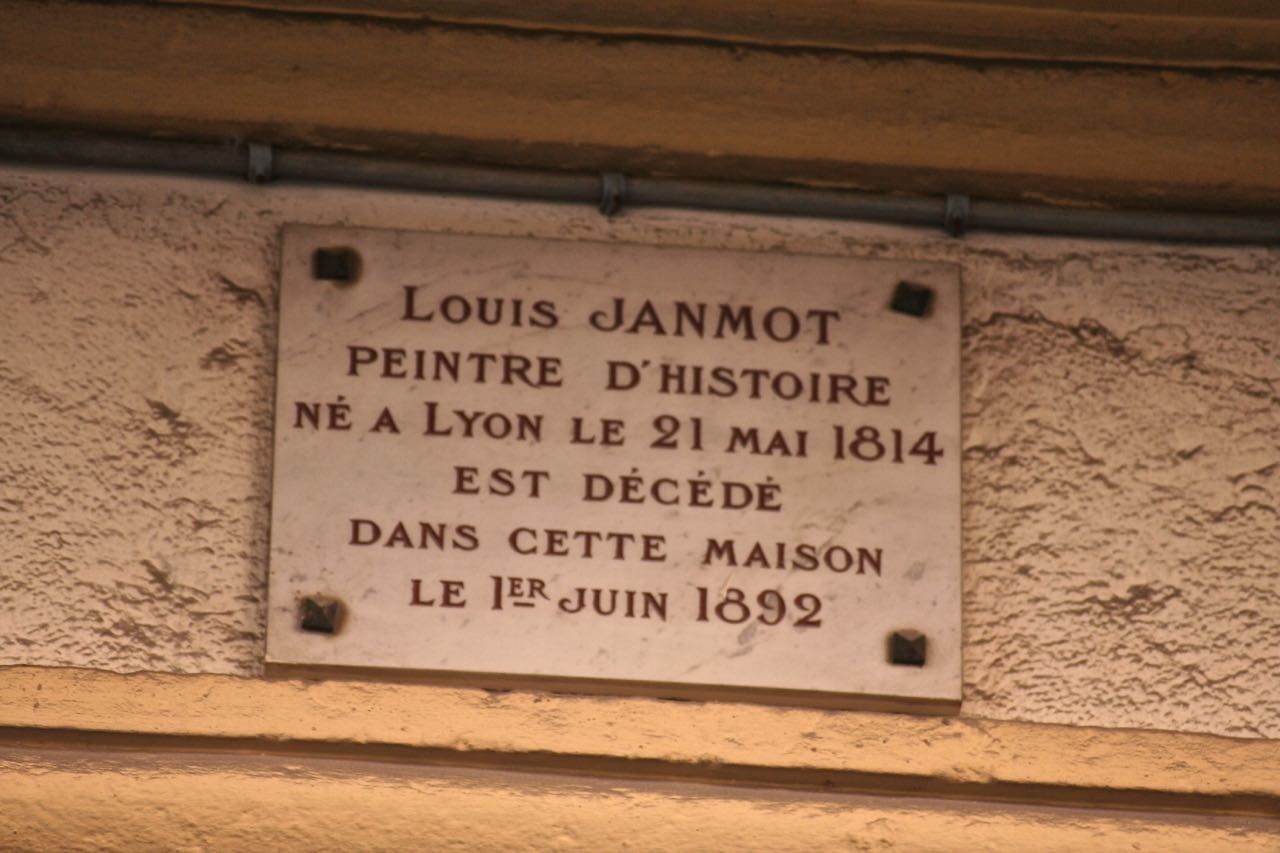 LOUIS JANMOT
PEINTRE D'HISTOIRE
NÉ A LYON LE 21 MAI 1814
EST DÉCÉDÉ
DANS CETTE MAISON
LE 1ER JUIN 1892